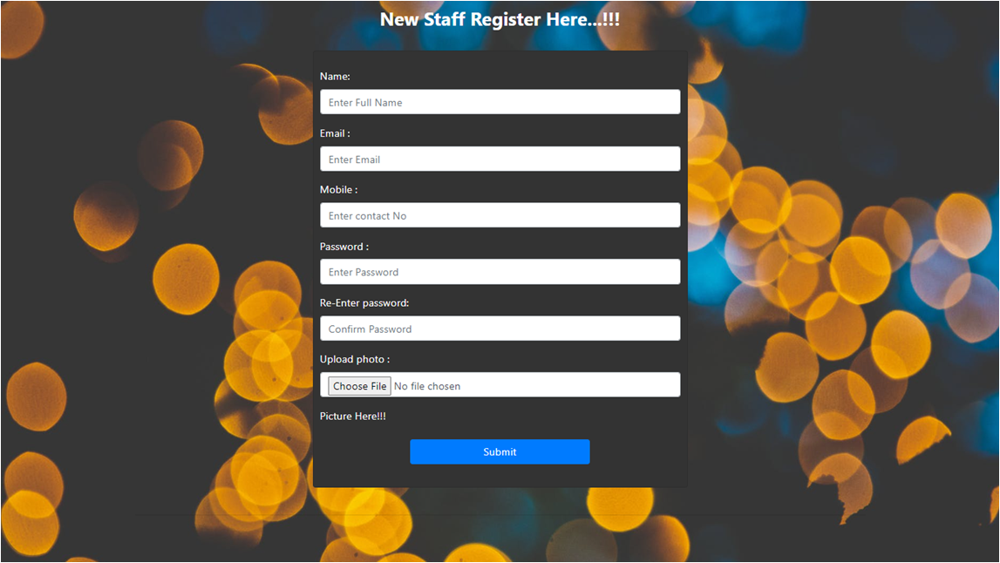 New Staff Register Here...!!!
Name:
Enter Full Name
Email :
Enter Email
Mobile :
Enter contact No
Password :
Enter Password
Re-Enter password:
Confirm Password
Upload photo :
Choose File No file chosen
Picture Here!!!
Submit